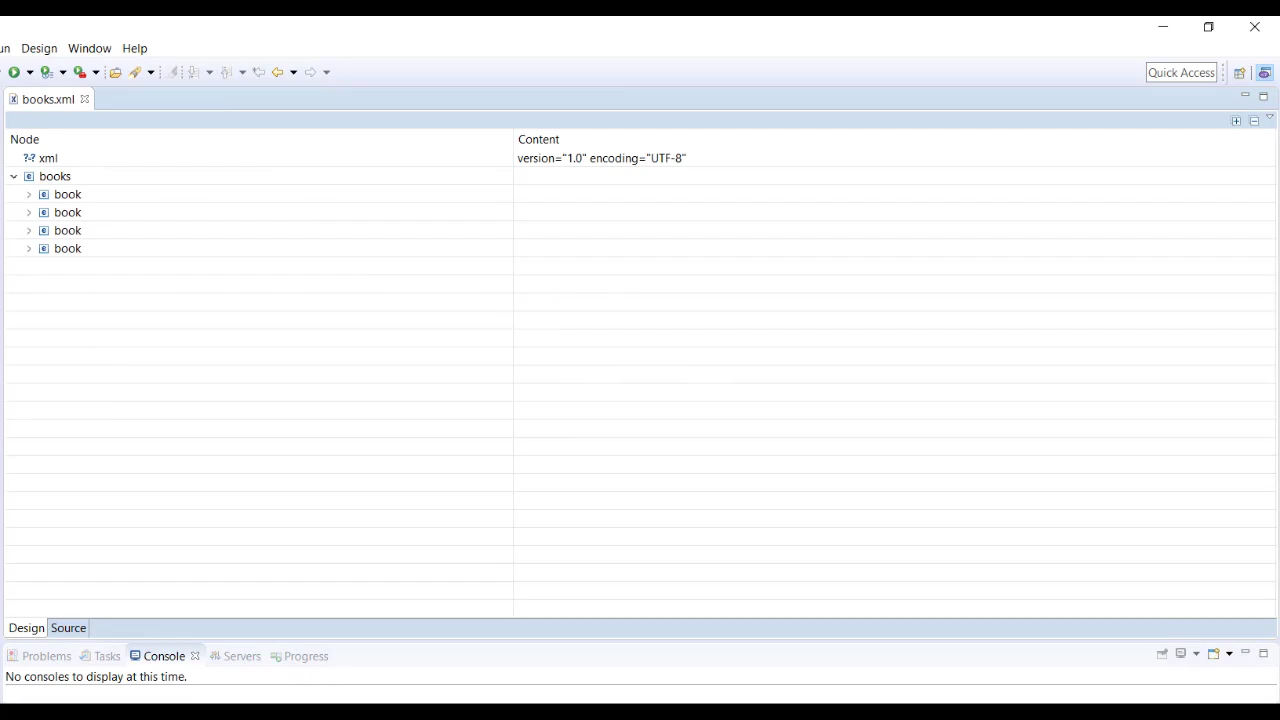 un Design Window Help
Quick Access
books.xml
Node Content
?-? xml version="1.0" encoding="UTF-8"
e books
e book
e book
e book
e book
Design Source
Problems Tasks Console Servers Progress
No consoles to display at this time.